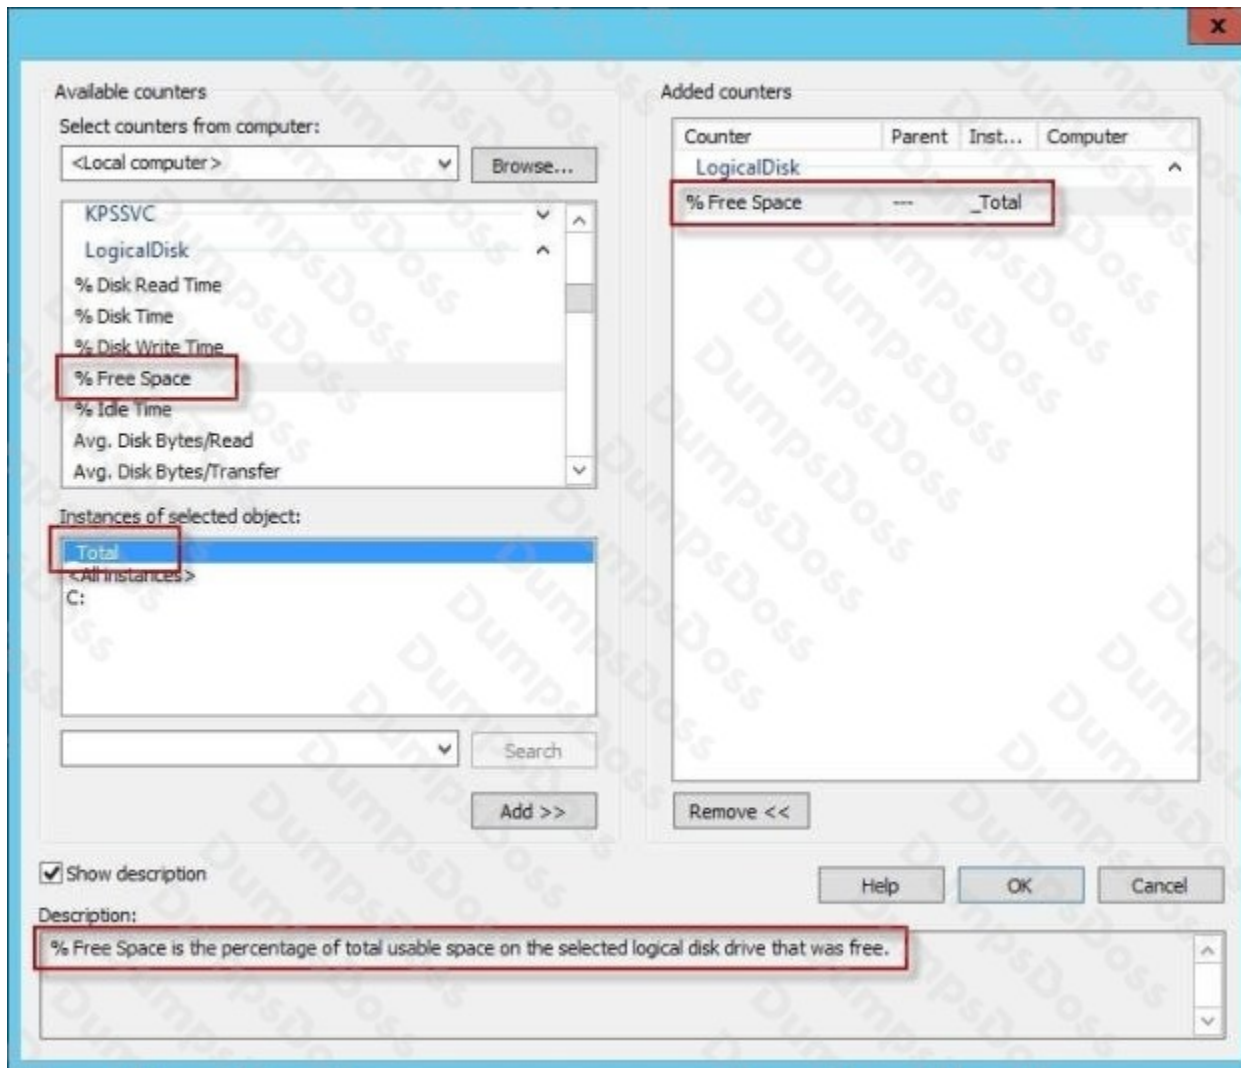 x
Available counters
Select counters from computer:
<Local computer>
Browse...
KPSSVC
LogicalDisk
% Disk Read Time
% Disk Time
% Disk Write Time
% Free Space
% Idle Time
Avg. Disk Bytes/Read
Avg. Disk Bytes/Transfer
Instances of selected object:
_Total
<All instances>
C:
Search
Add >>
Added counters
Counter Parent Inst... Computer
LogicalDisk
% Free Space --- _Total
Remove <<
Show description
Help OK Cancel
Description:
% Free Space is the percentage of total usable space on the selected logical disk drive that was free.
DumpsDoss